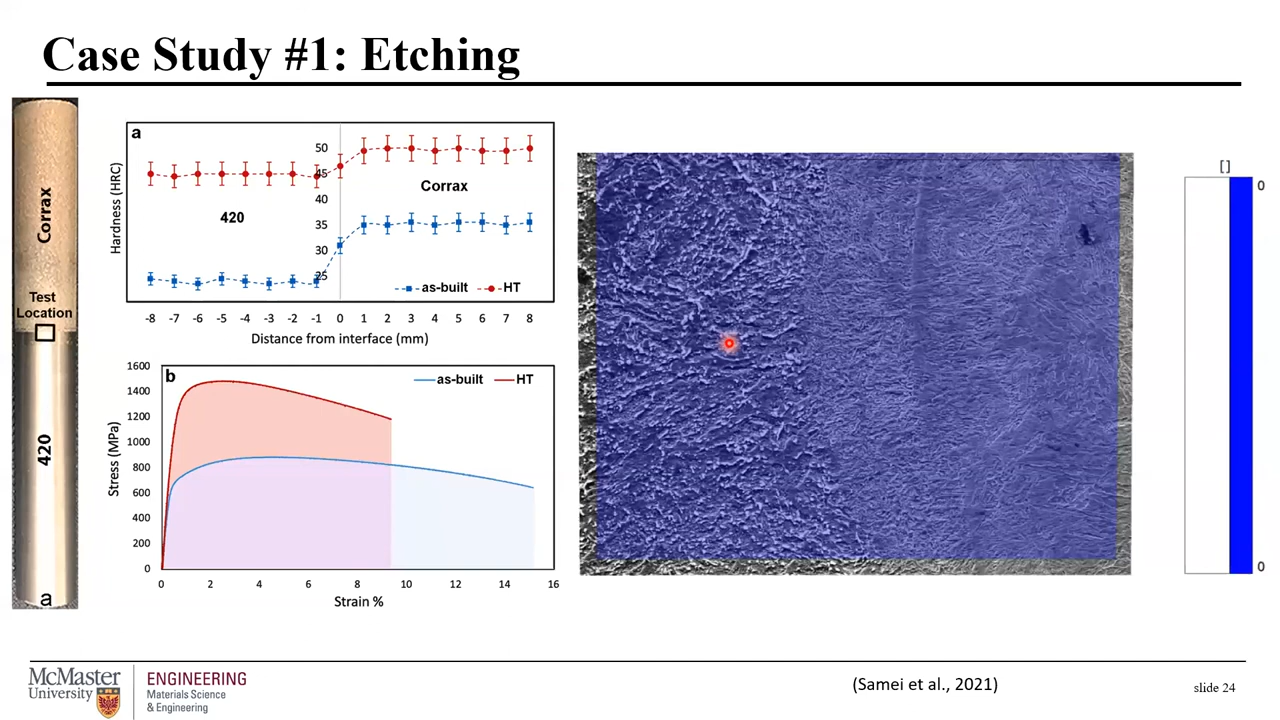 Case Study #1: Etching
Corrax
Test
Location
420
a
a
Hardness (HRC)
50
45
40
35
30
25
420
Corrax
as-built
HT
-8 -7 -6 -5 -4 -3 -2 -1 0 1 2 3 4 5 6 7 8
Distance from interface (mm)
b
as-built
HT
Stress (MPa)
1600
1400
1200
1000
800
600
400
200
0
0 2 4 6 8 10 12 14 16
Strain %
[]
0
0
McMaster
University
ENGINEERING
Materials Science
& Engineering
(Samei et al., 2021)
slide 24